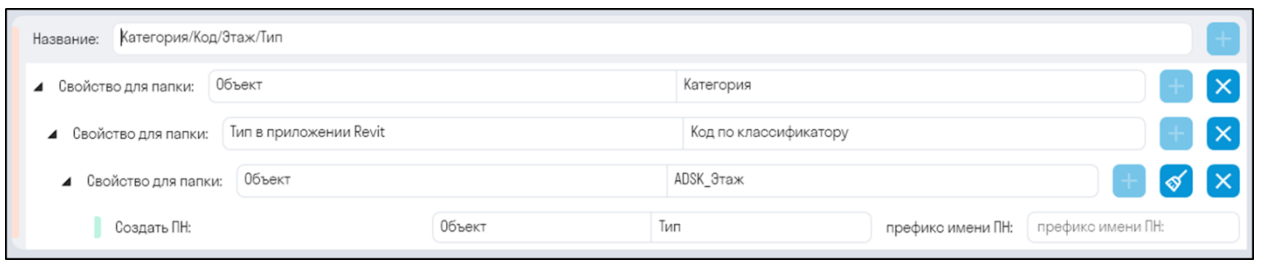 Название: Категория/Код/Этаж/Тип
Свойство для папки: Объект Категория
Свойство для папки: Тип в приложении Revit Код по классификатору
Свойство для папки: Объект ADSK_Этаж
Создать ПН: Объект Тип префикс имени ПН: префикс имени ПН: